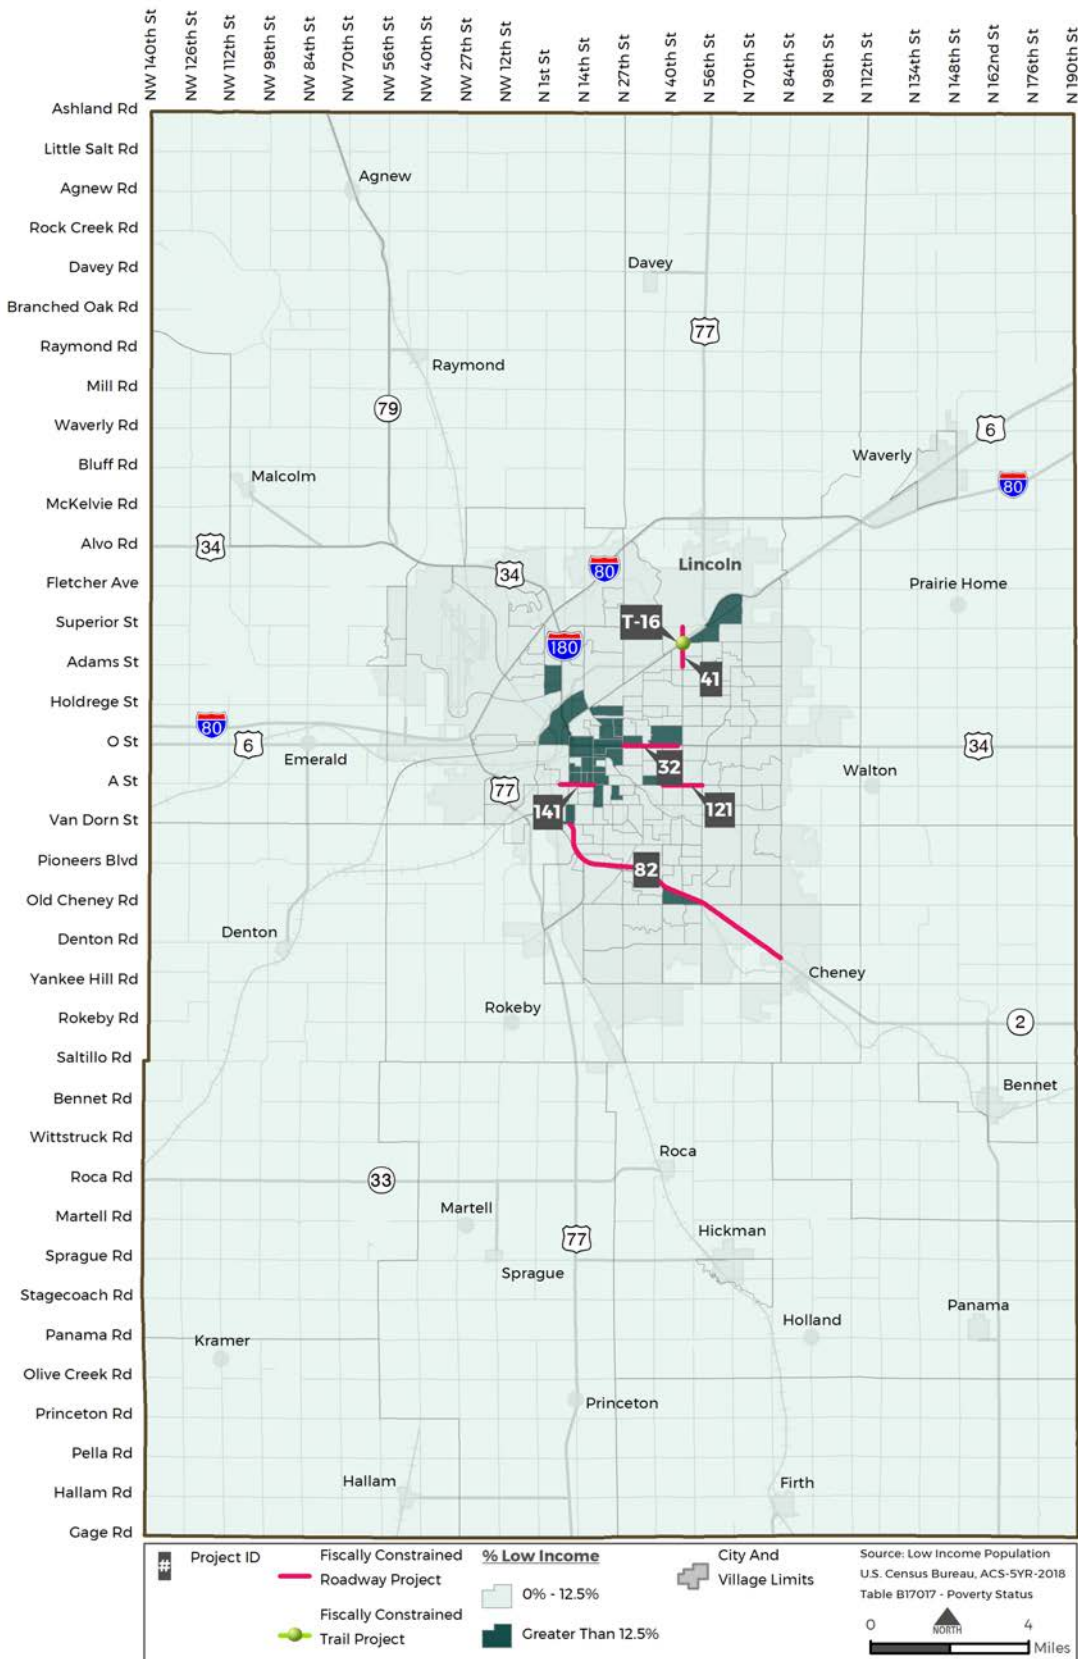 NW 140th St
NW 126th St
NW 112th St
NW 98th St
NW 84th St
NW 70th St
NW 56th St
NW 40th St
NW 27th St
NW 12th St
N 1st St
N 14th St
N 27th St
N 40th St
N 56th St
N 70th St
N 84th St
N 98th St
N 112th St
N 134th St
N 148th St
N 162nd St
N 176th St
N 190th St
Ashland Rd
Little Salt Rd
Agnew Rd
Rock Creek Rd
Davey Rd
Branched Oak Rd
Raymond Rd
Mill Rd
Waverly Rd
Bluff Rd
McKelvie Rd
Alvo Rd
Fletcher Ave
Superior St
Adams St
Holdrege St
O St
A St
Van Dorn St
Pioneers Blvd
Old Cheney Rd
Denton Rd
Yankee Hill Rd
Rokeby Rd
Saltillo Rd
Bennet Rd
Wittstruck Rd
Roca Rd
Martell Rd
Sprague Rd
Stagecoach Rd
Panama Rd
Olive Creek Rd
Princeton Rd
Pella Rd
Hallam Rd
Gage Rd
Agnew
Davey
77
Raymond
79
6
Waverly
80
Malcolm
34
34
80
Lincoln
Prairie Home
T-16
180
41
80
6
Emerald
34
32
Walton
77
141
121
82
Denton
Cheney
Rokeby
2
Bennet
Roca
33
Martell
Hickman
77
Sprague
Holland
Panama
Kramer
Princeton
Hallam
Firth
# Project ID
Fiscally Constrained
Roadway Project
Fiscally Constrained
Trail Project
% Low Income
0% - 12.5%
Greater Than 12.5%
City And
Village Limits
Source: Low Income Population
U.S. Census Bureau, ACS-5YR-2018
Table B17017 - Poverty Status
NORTH
0 4
Miles